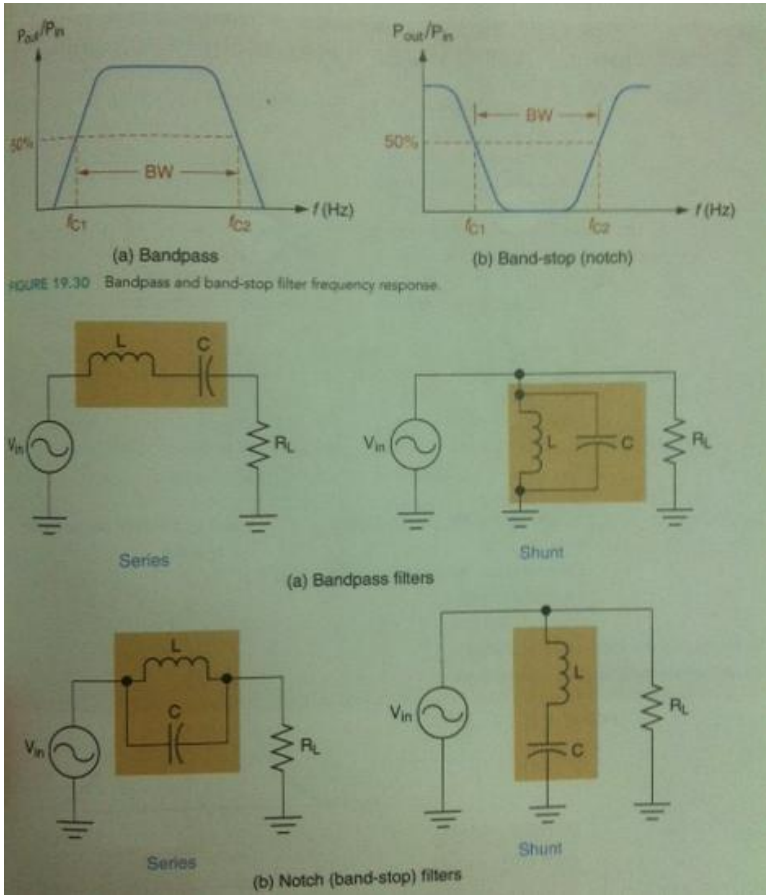 Pout/Pin
50%
BW
fC1
fC2
f (Hz)
(a) Bandpass
Pout/Pin
50%
BW
fC1
fC2
f (Hz)
(b) Band-stop (notch)
FIGURE 19.30 Bandpass and band-stop filter frequency response.
L
C
Vin
RL
Series
Vin
L
C
RL
Shunt
(a) Bandpass filters
L
C
Vin
RL
Series
Vin
L
C
RL
Shunt
(b) Notch (band-stop) filters